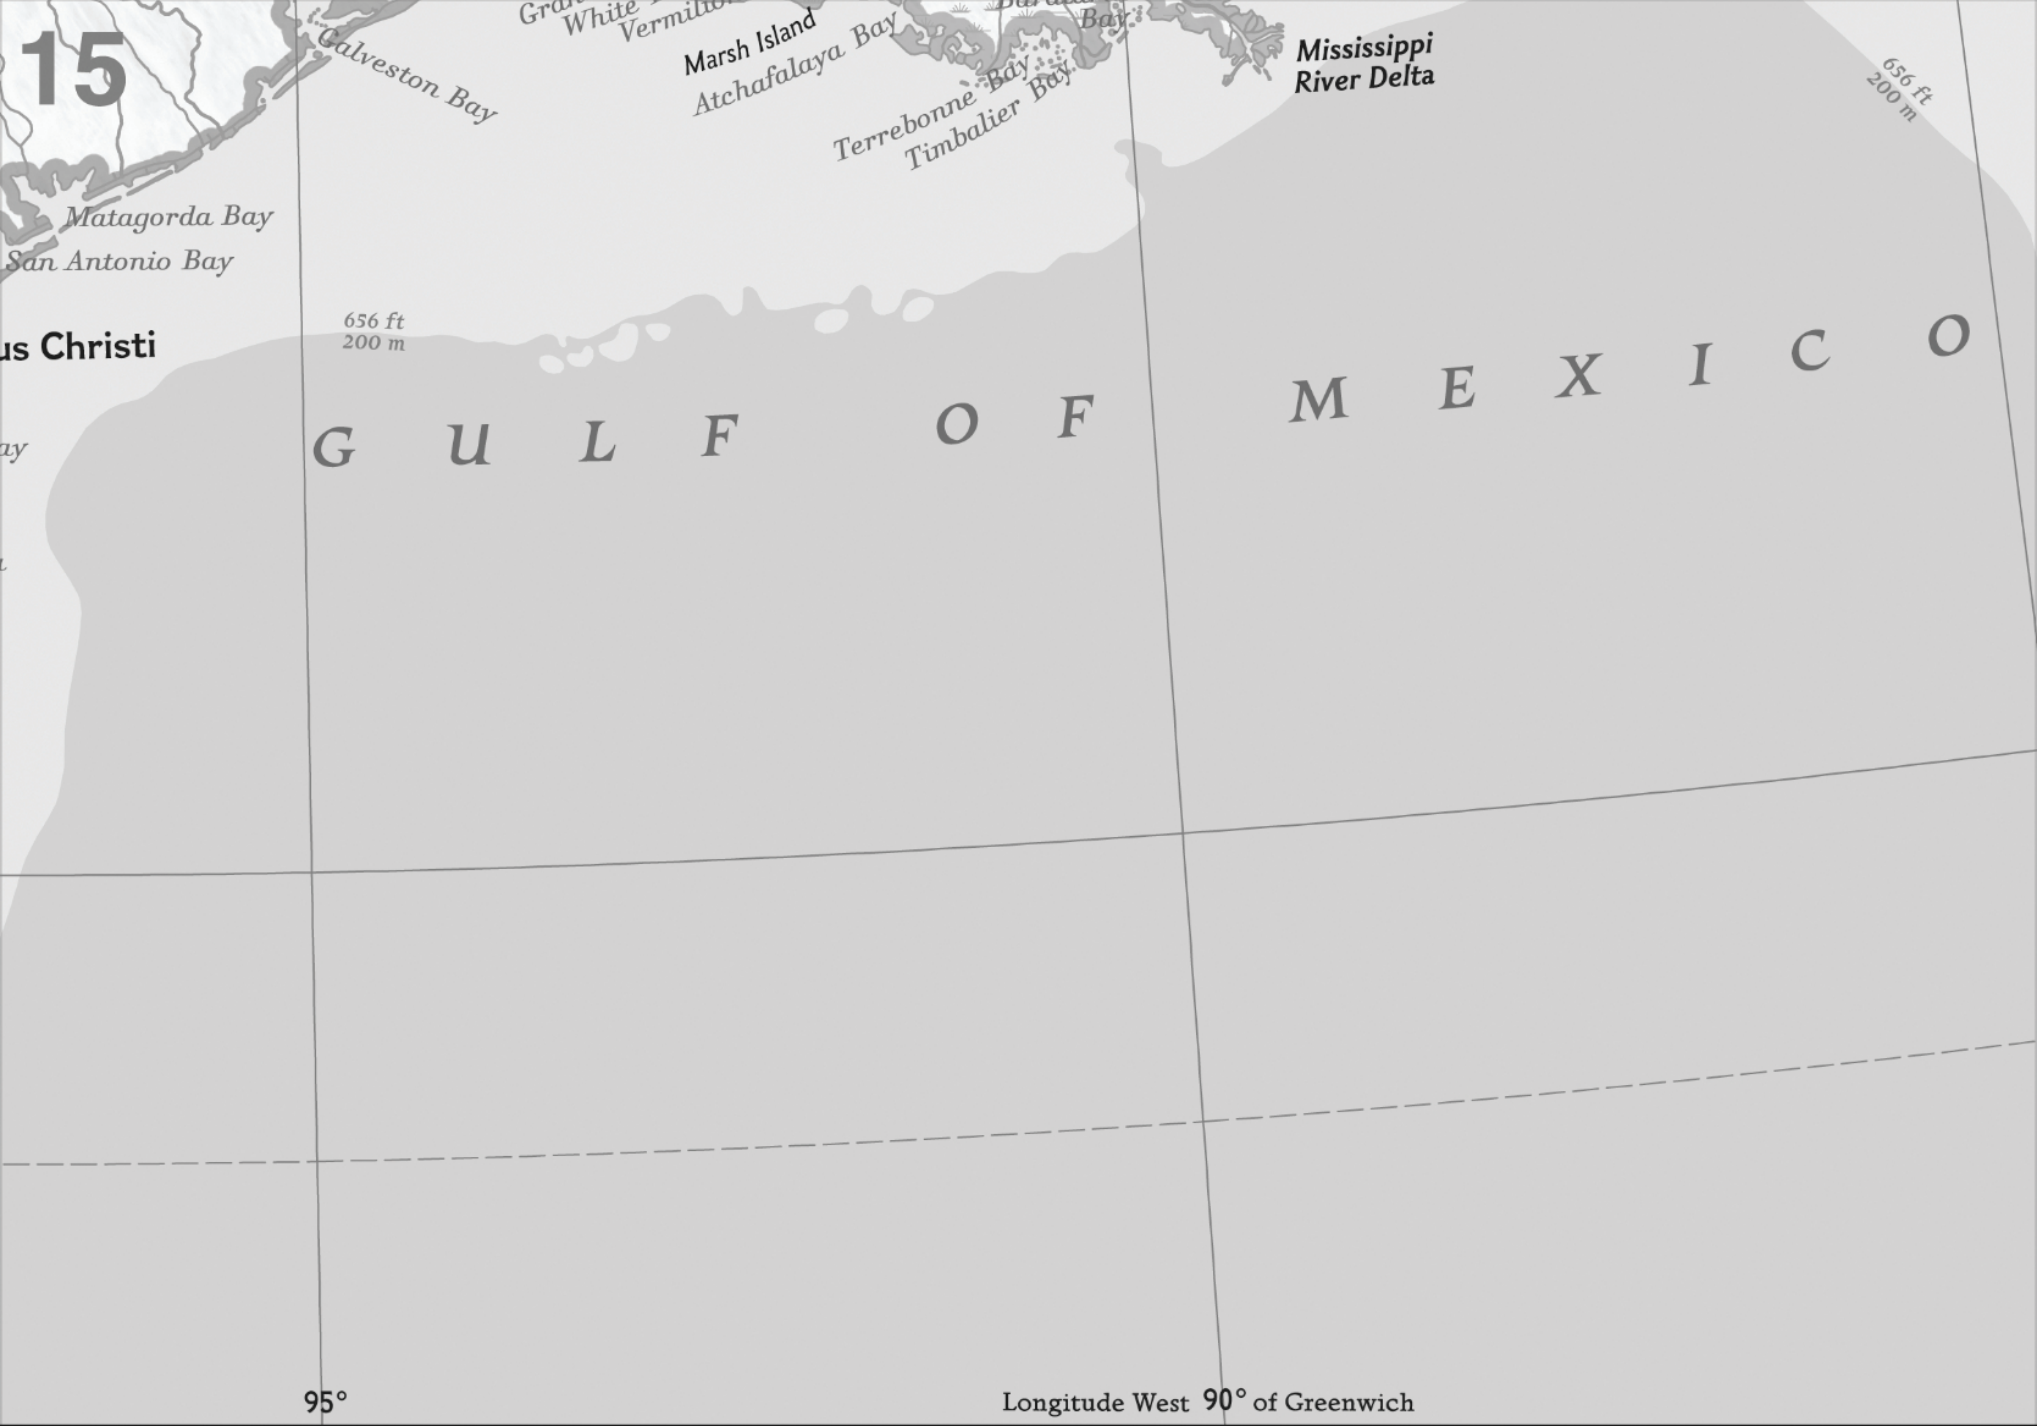 15
Galveston Bay
White
Marsh Island
Atchafalaya Bay
Bay
Terrebonne Bay
Timbalier Bay
Mississippi
River Delta
656 ft
200 m
Matagorda Bay
San Antonio Bay
us Christi
656 ft
200 m
ay
GULF OF MEXICO
95°
Longitude West 90° of Greenwich